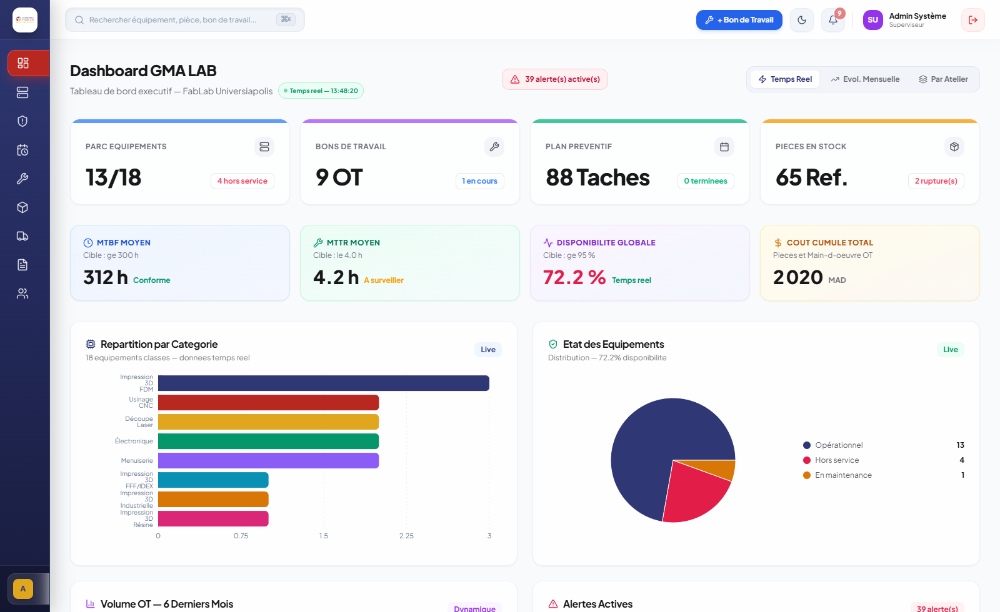 Rechercher équipement, pièce, bon de travail...
⌘K
+ Bon de Travail
9
SU
Admin Système
Superviseur
Dashboard GMA LAB
Tableau de bord executif — FabLab Universiapolis
Temps reel — 13:48:20
39 alerte(s) active(s)
Temps Reel
Evol. Mensuelle
Par Atelier
PARC EQUIPEMENTS
13/18
4 hors service
BONS DE TRAVAIL
9 OT
1 en cours
PLAN PREVENTIF
88 Taches
0 terminees
PIECES EN STOCK
65 Ref.
2 rupture(s)
MTBF MOYEN
Cible : ge 300 h
312 h Conforme
MTTR MOYEN
Cible : le 4.0 h
4.2 h A surveiller
DISPONIBILITE GLOBALE
Cible : ge 95 %
72.2 % Temps reel
COUT CUMULE TOTAL
Pieces et Main-d-oeuvre OT
2 020 MAD
Repartition par Categorie
18 equipements classes — donnees temps reel
Live
Impression
3D
FDM
Usinage
CNC
Découpe
Laser
Électronique
Menuiserie
Impression
3D
FFF/IDEX
Impression
3D
Industrielle
Impression
3D
Résine
0 0.75 1.5 2.25 3
Etat des Equipements
Distribution — 72.2% disponibilite
Live
Opérationnel 13
Hors service 4
En maintenance 1
Volume OT — 6 Derniers Mois
Dynamique
Alertes Actives
39 alerte(s)
A